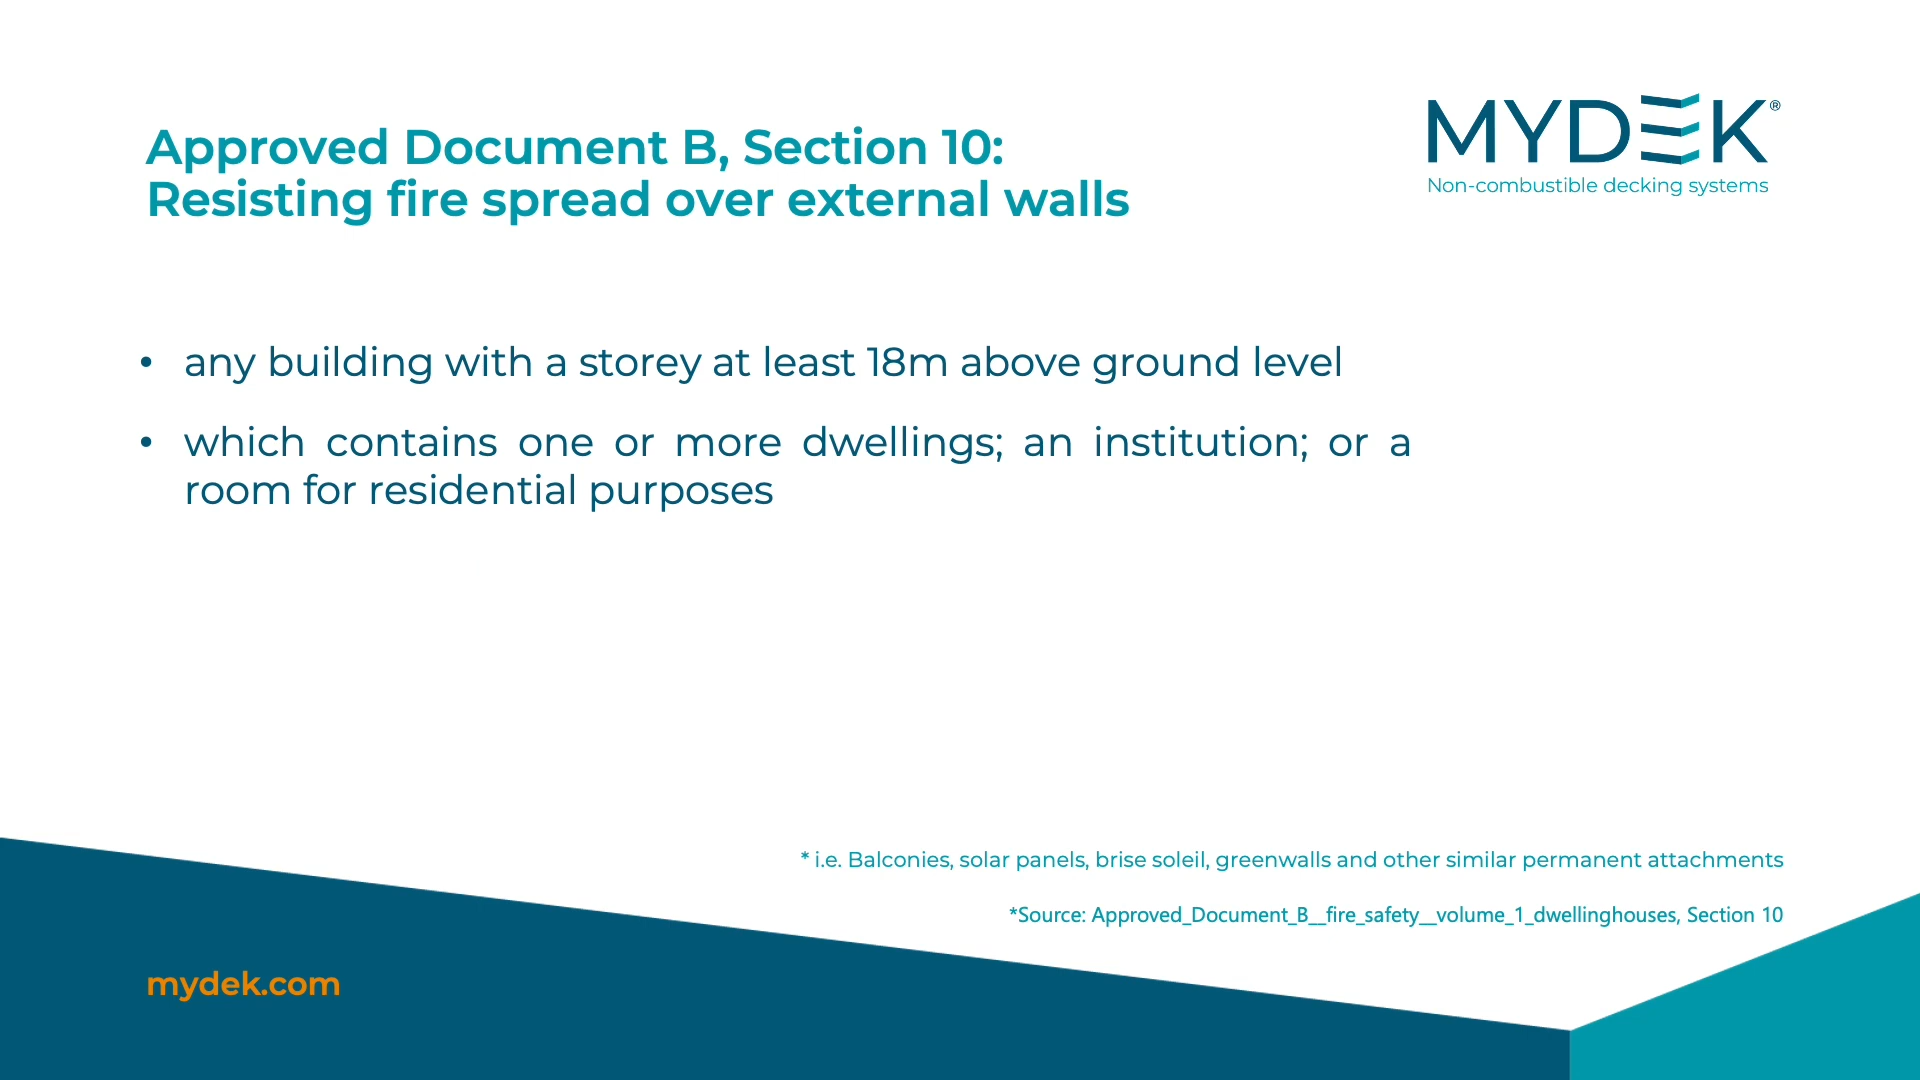 Approved Document B, Section 10:
Resisting fire spread over external walls
MYDEK®
Non-combustible decking systems
• any building with a storey at least 18m above ground level
• which contains one or more dwellings; an institution; or a
room for residential purposes
* i.e. Balconies, solar panels, brise soleil, greenwalls and other similar permanent attachments
*Source: Approved_Document_B__fire_safety__volume_1_dwellinghouses, Section 10
mydek.com